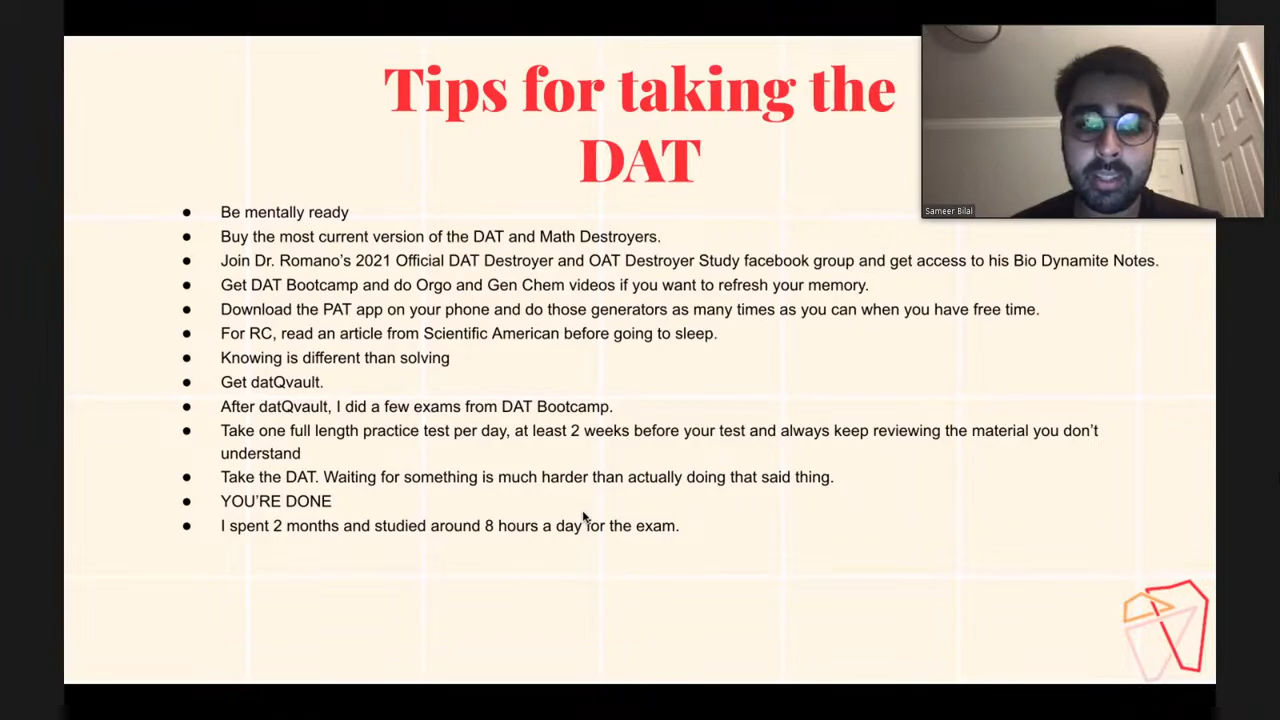 Tips for taking the
DAT
Sameer Bilal
● Be mentally ready
● Buy the most current version of the DAT and Math Destroyers.
● Join Dr. Romano's 2021 Official DAT Destroyer and OAT Destroyer Study facebook group and get access to his Bio Dynamite Notes.
● Get DAT Bootcamp and do Orgo and Gen Chem videos if you want to refresh your memory.
● Download the PAT app on your phone and do those generators as many times as you can when you have free time.
● For RC, read an article from Scientific American before going to sleep.
● Knowing is different than solving
● Get datQvault.
● After datQvault, I did a few exams from DAT Bootcamp.
● Take one full length practice test per day, at least 2 weeks before your test and always keep reviewing the material you don't
understand
● Take the DAT. Waiting for something is much harder than actually doing that said thing.
● YOU'RE DONE
● I spent 2 months and studied around 8 hours a day for the exam.